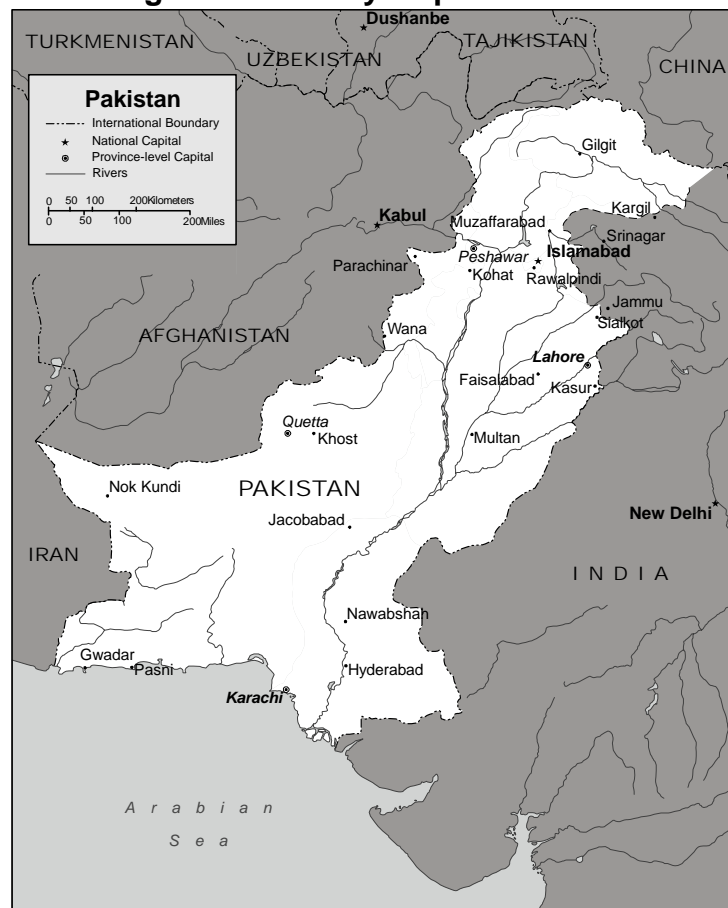 Dushanbe
TURKMENISTAN
UZBEKISTAN
TAJIKISTAN
CHINA
Pakistan
International Boundary
National Capital
Province-level Capital
Rivers
0 50 100 200Kilometers
0 50 100 200Miles
Gilgit
Kabul
Muzaffarabad
Kargil
Srinagar
Islamabad
Peshawar
Parachinar
Kohat
Rawalpindi
Jammu
Sialkot
AFGHANISTAN
Wana
Lahore
Faisalabad
Kasur
Quetta
Khost
Multan
Nok Kundi
PAKISTAN
New Delhi
Jacobabad
IRAN
INDIA
Nawabshah
Gwadar
Pasni
Hyderabad
Karachi
Arabian
Sea